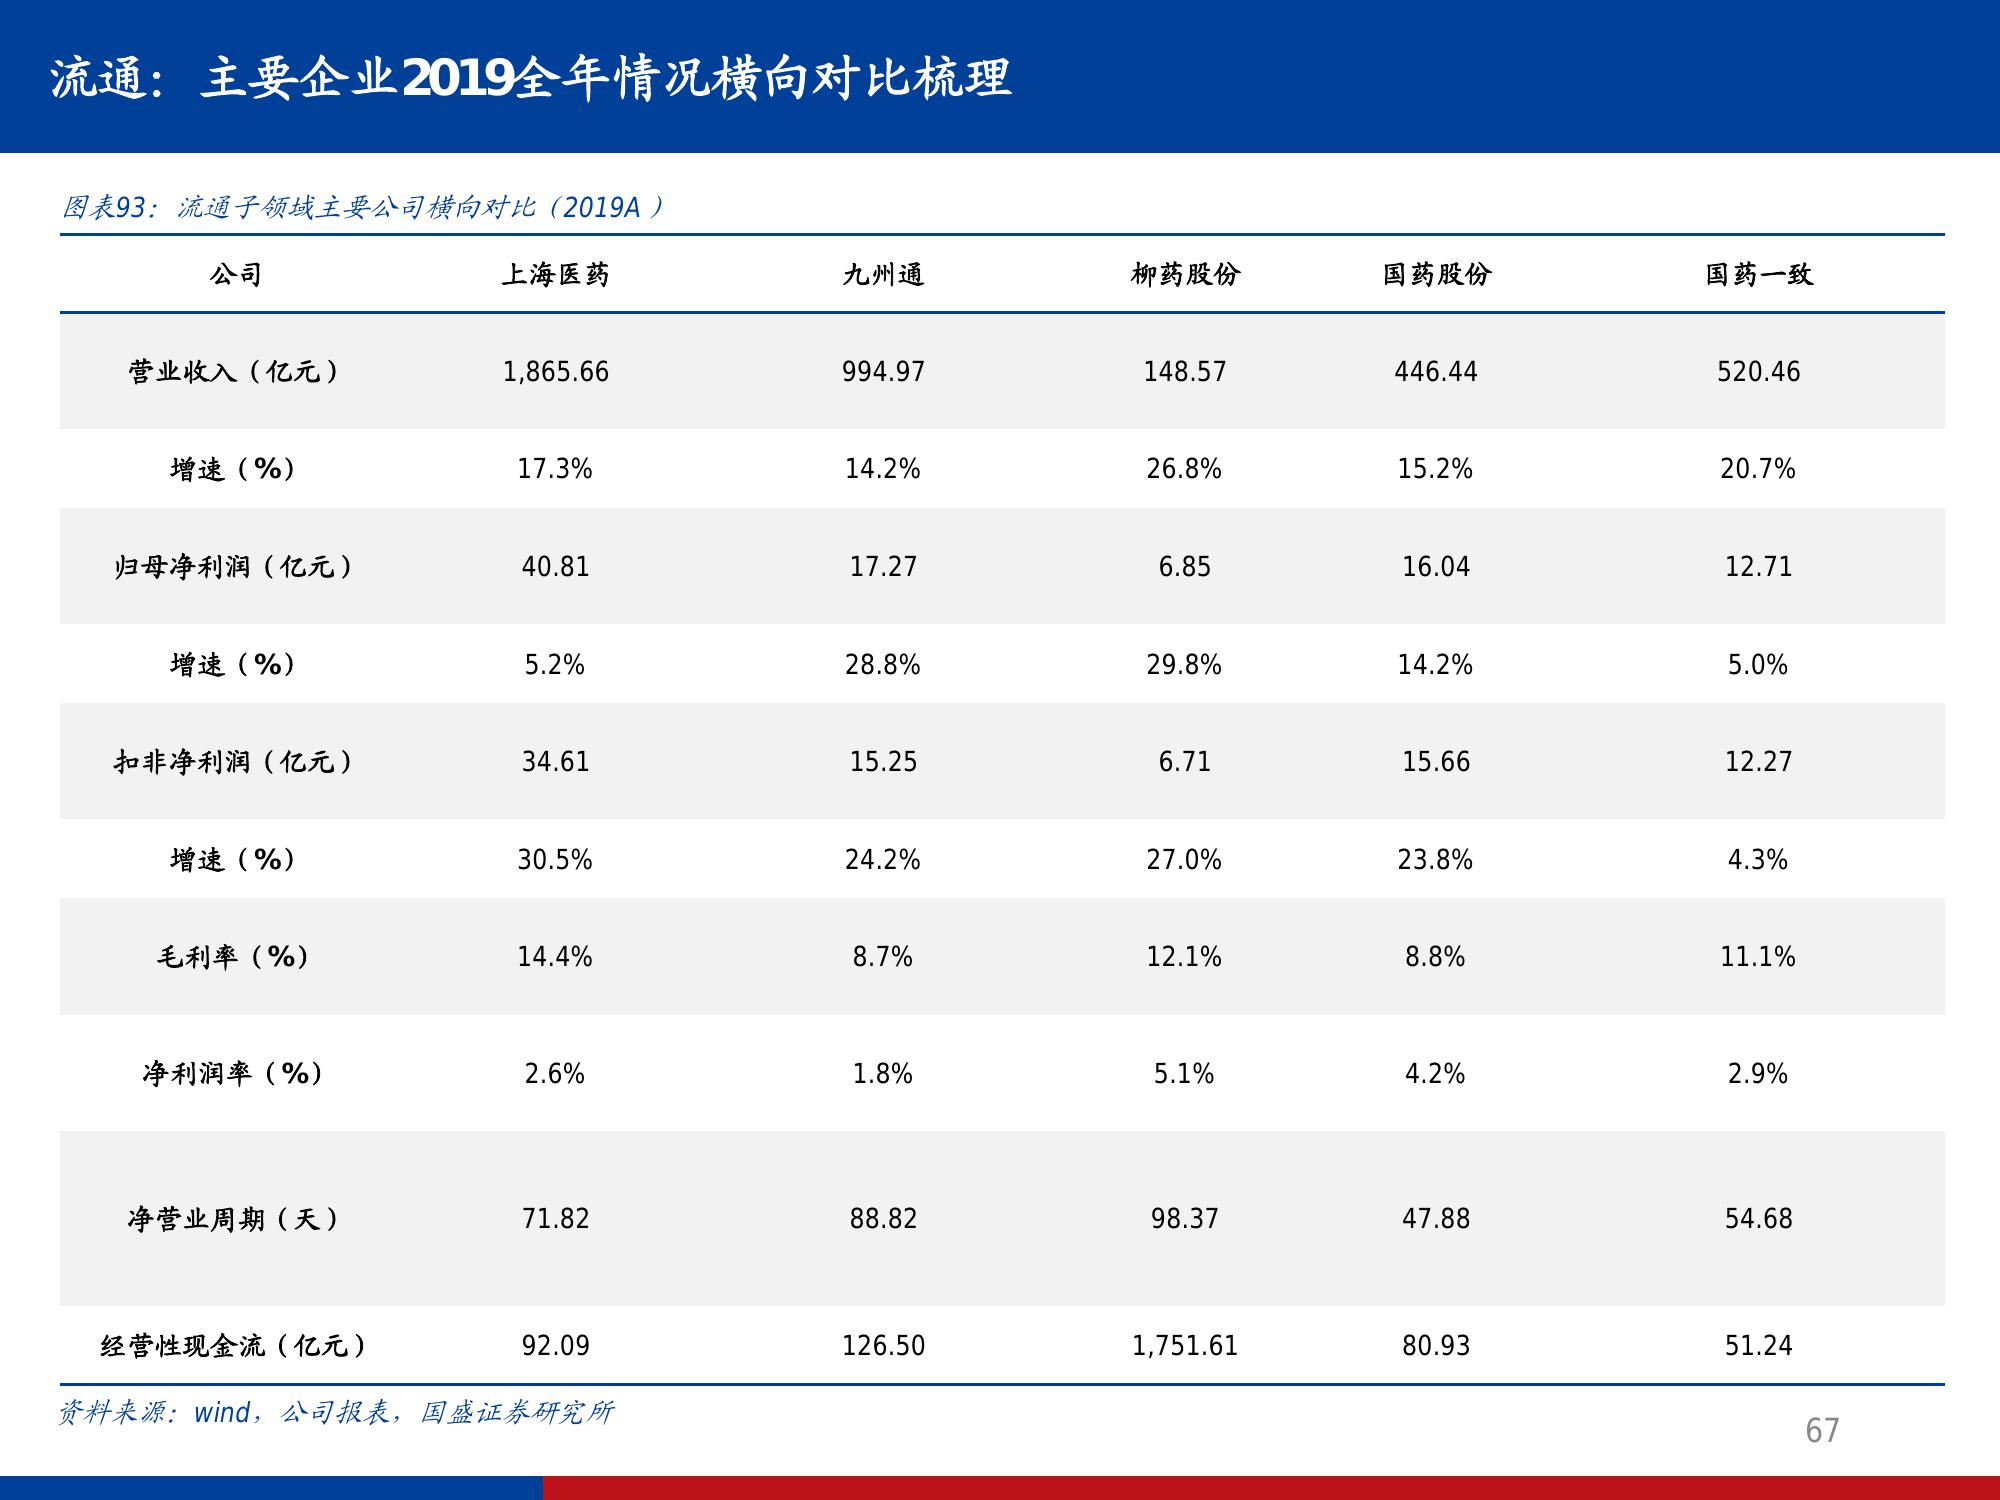 流通：主要企业2019全年情况横向对比梳理
图表93：流通子领域主要公司横向对比（2019A）
公司 上海医药 九州通 柳药股份 国药股份 国药一致
营业收入（亿元） 1,865.66 994.97 148.57 446.44 520.46
增速（%） 17.3% 14.2% 26.8% 15.2% 20.7%
归母净利润（亿元） 40.81 17.27 6.85 16.04 12.71
增速（%） 5.2% 28.8% 29.8% 14.2% 5.0%
扣非净利润（亿元） 34.61 15.25 6.71 15.66 12.27
增速（%） 30.5% 24.2% 27.0% 23.8% 4.3%
毛利率（%） 14.4% 8.7% 12.1% 8.8% 11.1%
净利润率（%） 2.6% 1.8% 5.1% 4.2% 2.9%
净营业周期（天） 71.82 88.82 98.37 47.88 54.68
经营性现金流（亿元） 92.09 126.50 1,751.61 80.93 51.24
资料来源：wind，公司报表，国盛证券研究所
67